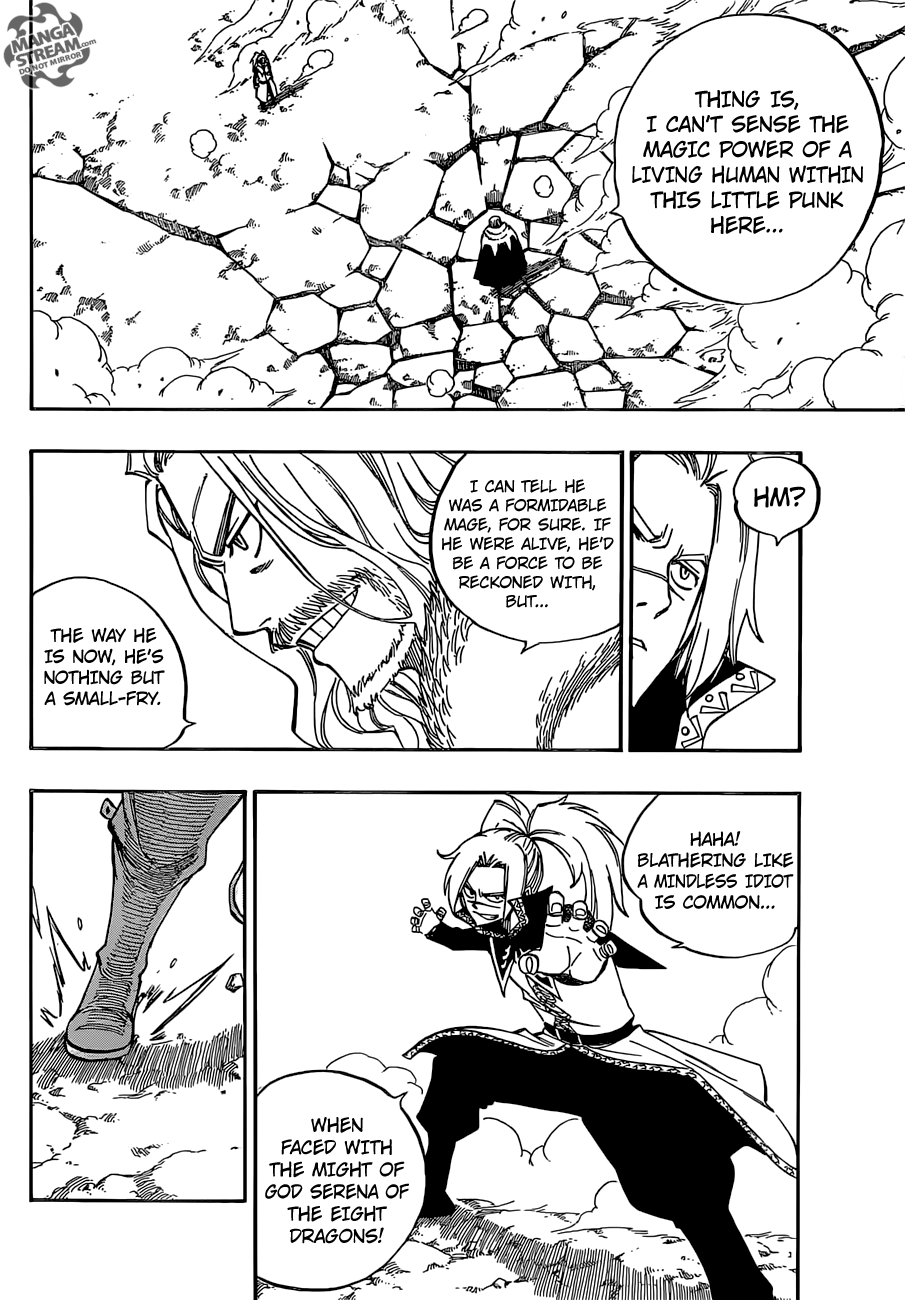 MANGA
STREAM.com
DO NOT MIRROR!
THING IS,
I CAN'T SENSE THE
MAGIC POWER OF A
LIVING HUMAN WITHIN
THIS LITTLE PUNK
HERE...
HM?
I CAN TELL HE
WAS A FORMIDABLE
MAGE, FOR SURE. IF
HE WERE ALIVE, HE'D
BE A FORCE TO BE
RECKONED WITH,
BUT...
THE WAY HE
IS NOW, HE'S
NOTHING BUT
A SMALL-FRY.
HAHA!
BLATHERING LIKE
A MINDLESS IDIOT
IS COMMON...
WHEN
FACED WITH
THE MIGHT OF
GOD SERENA OF
THE EIGHT
DRAGONS!